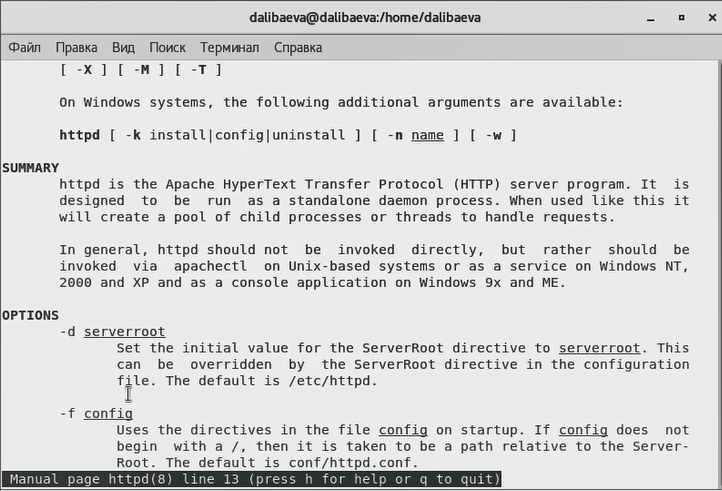 dalibaeva@dalibaeva:/home/dalibaeva
Файл Правка Вид Поиск Терминал Справка
[ -X ] [ -M ] [ -T ]
On Windows systems, the following additional arguments are available:
httpd [ -k install|config|uninstall ] [ -n name ] [ -w ]
SUMMARY
httpd is the Apache HyperText Transfer Protocol (HTTP) server program. It is
designed to be run as a standalone daemon process. When used like this it
will create a pool of child processes or threads to handle requests.
In general, httpd should not be invoked directly, but rather should be
invoked via apachectl on Unix-based systems or as a service on Windows NT,
2000 and XP and as a console application on Windows 9x and ME.
OPTIONS
-d serverroot
Set the initial value for the ServerRoot directive to serverroot. This
can be overridden by the ServerRoot directive in the configuration
file. The default is /etc/httpd.
-f config
Uses the directives in the file config on startup. If config does not
begin with a /, then it is taken to be a path relative to the Server-
Root. The default is conf/httpd.conf.
Manual page httpd(8) line 13 (press h for help or q to quit)